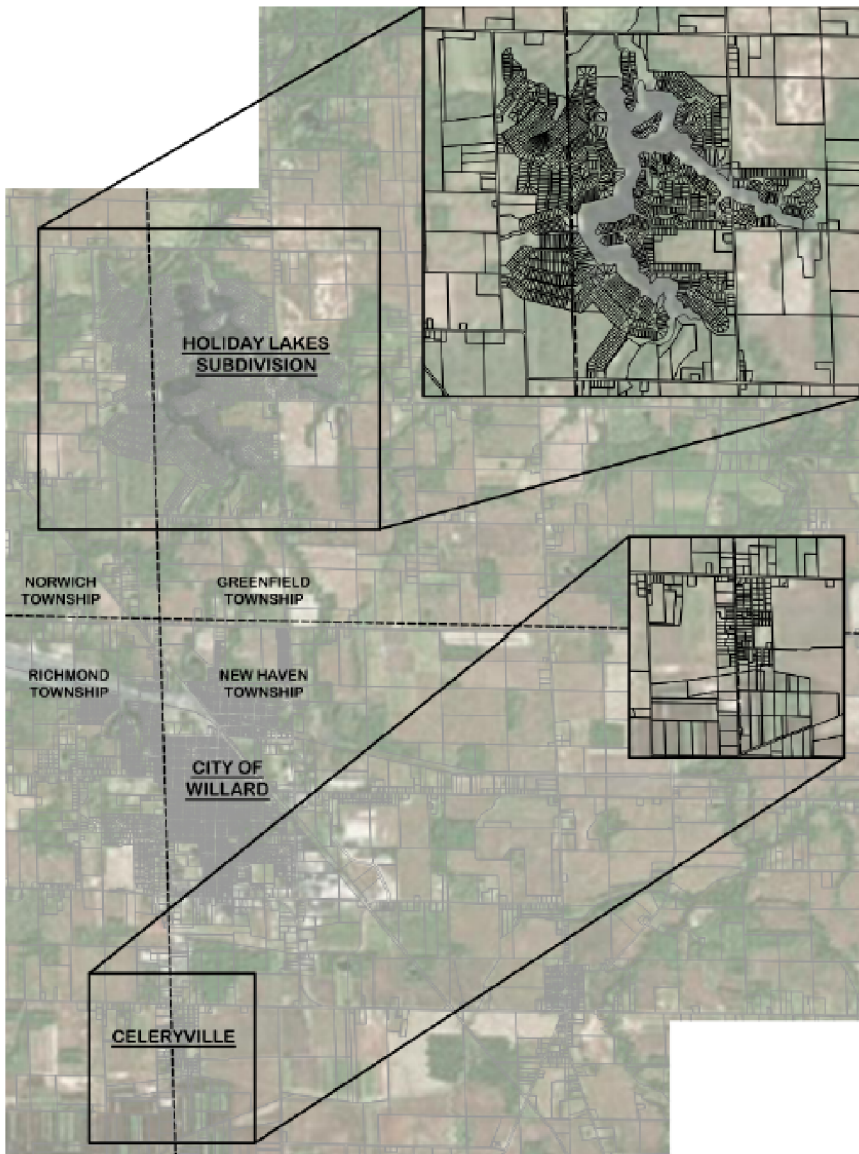 HOLIDAY LAKES
SUBDIVISION
NORWICH
TOWNSHIP
GREENFIELD
TOWNSHIP
RICHMOND
TOWNSHIP
NEW HAVEN
TOWNSHIP
CITY OF
WILLARD
CELERYVILLE